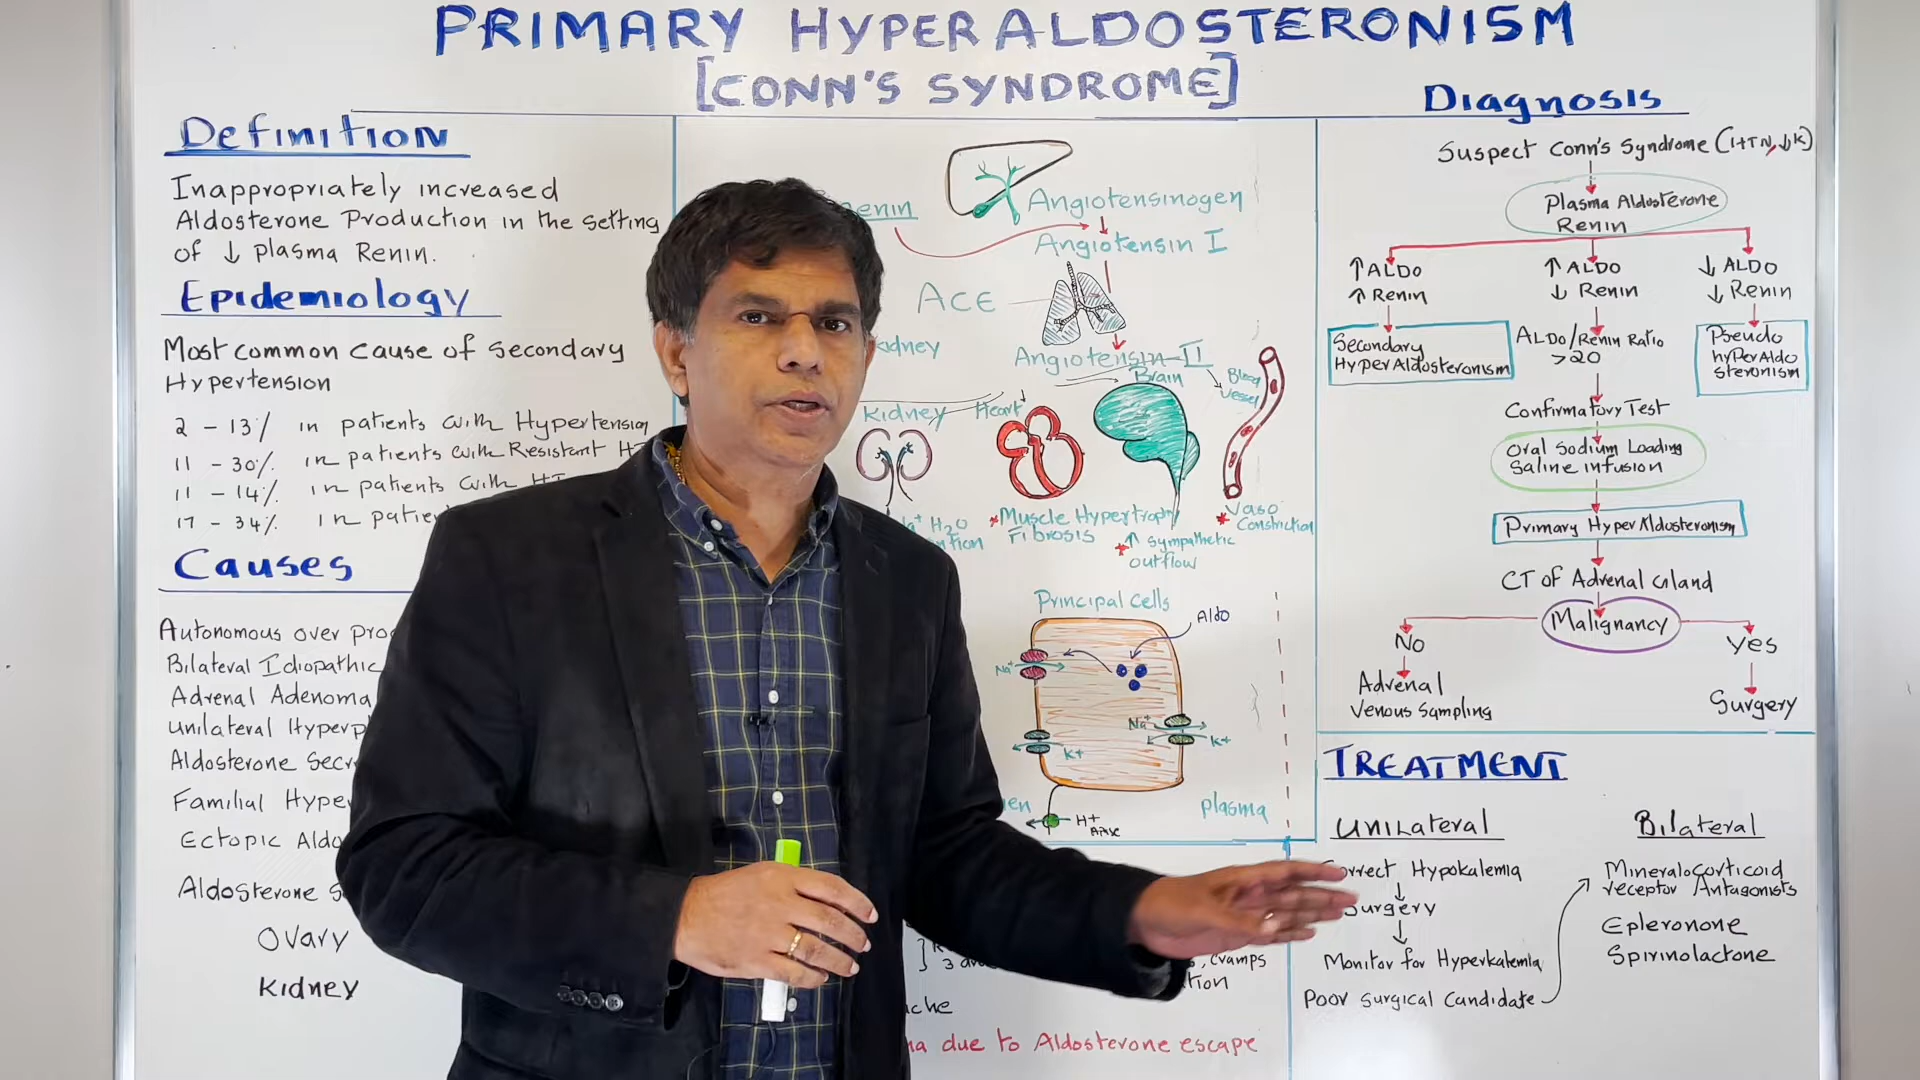 PRIMARY HYPERALDOSTERONISM
[CONN'S SYNDROME]
Definition
Inappropriately increased
Aldosterone Production in the setting
of ↓ plasma Renin.
Epidemiology
Most common cause of secondary
Hypertension
2 - 13% in patients with Hypertension
11 - 30% in patients with Resistant
11 - 14% in patients with
17 - 34% in
Causes
Autonomous over
Bilateral Idiopathic
Adrenal Adenoma
Unilateral
Aldosterone
Familial
Ectopic
Aldosterone
Ovary
Kidney
Angiotensinogen
Angiotensin I
ACE
Angiotensin-II
Kidney
Heart
Brain
Blood
Vessel
H2O
*Muscle Hypertrophy
Fibrosis
*↑ sympathetic
outflow
*Vaso
Constriction
Principal Cells
Aldo
Na+
Na+
K+
K+
plasma
H+
, cramps
due to Aldosterone escape
Diagnosis
Suspect Conn's Syndrome (HTN, ↓K)
Plasma Aldosterone
Renin
↑ALDO
↑ Renin
Secondary
HyperAldosteronism
↑ ALDO
↓ Renin
ALDO/Renin Ratio
>20
↓ ALDO
↓ Renin
Pseudo
hyperAldo
steronism
Confirmatory Test
Oral Sodium Loading
Saline infusion
Primary HyperAldosteronism
CT of Adrenal Gland
Malignancy
No
Adrenal
Venous Sampling
Yes
Surgery
TREATMENT
Unilateral
Hypokalemia
Surgery
Monitor for Hyperkalemia
Poor Surgical Candidate
Bilateral
Mineralocorticoid
receptor Antagonists
Epleronone
Spirinolactone